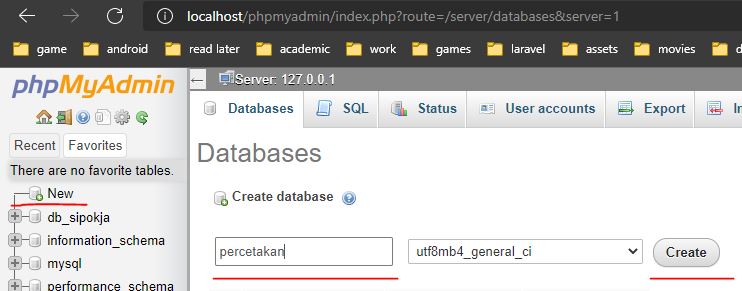 localhost/phpmyadmin/index.php?route=/server/databases&server=1
game android read later academic work games laravel assets movies
phpMyAdmin
Server: 127.0.0.1
Databases SQL Status User accounts Export
Recent Favorites
Databases
There are no favorite tables.
New
Create database
db_sipokja
information_schema
percetakan utf8mb4_general_ci Create
mysql
performance_schema